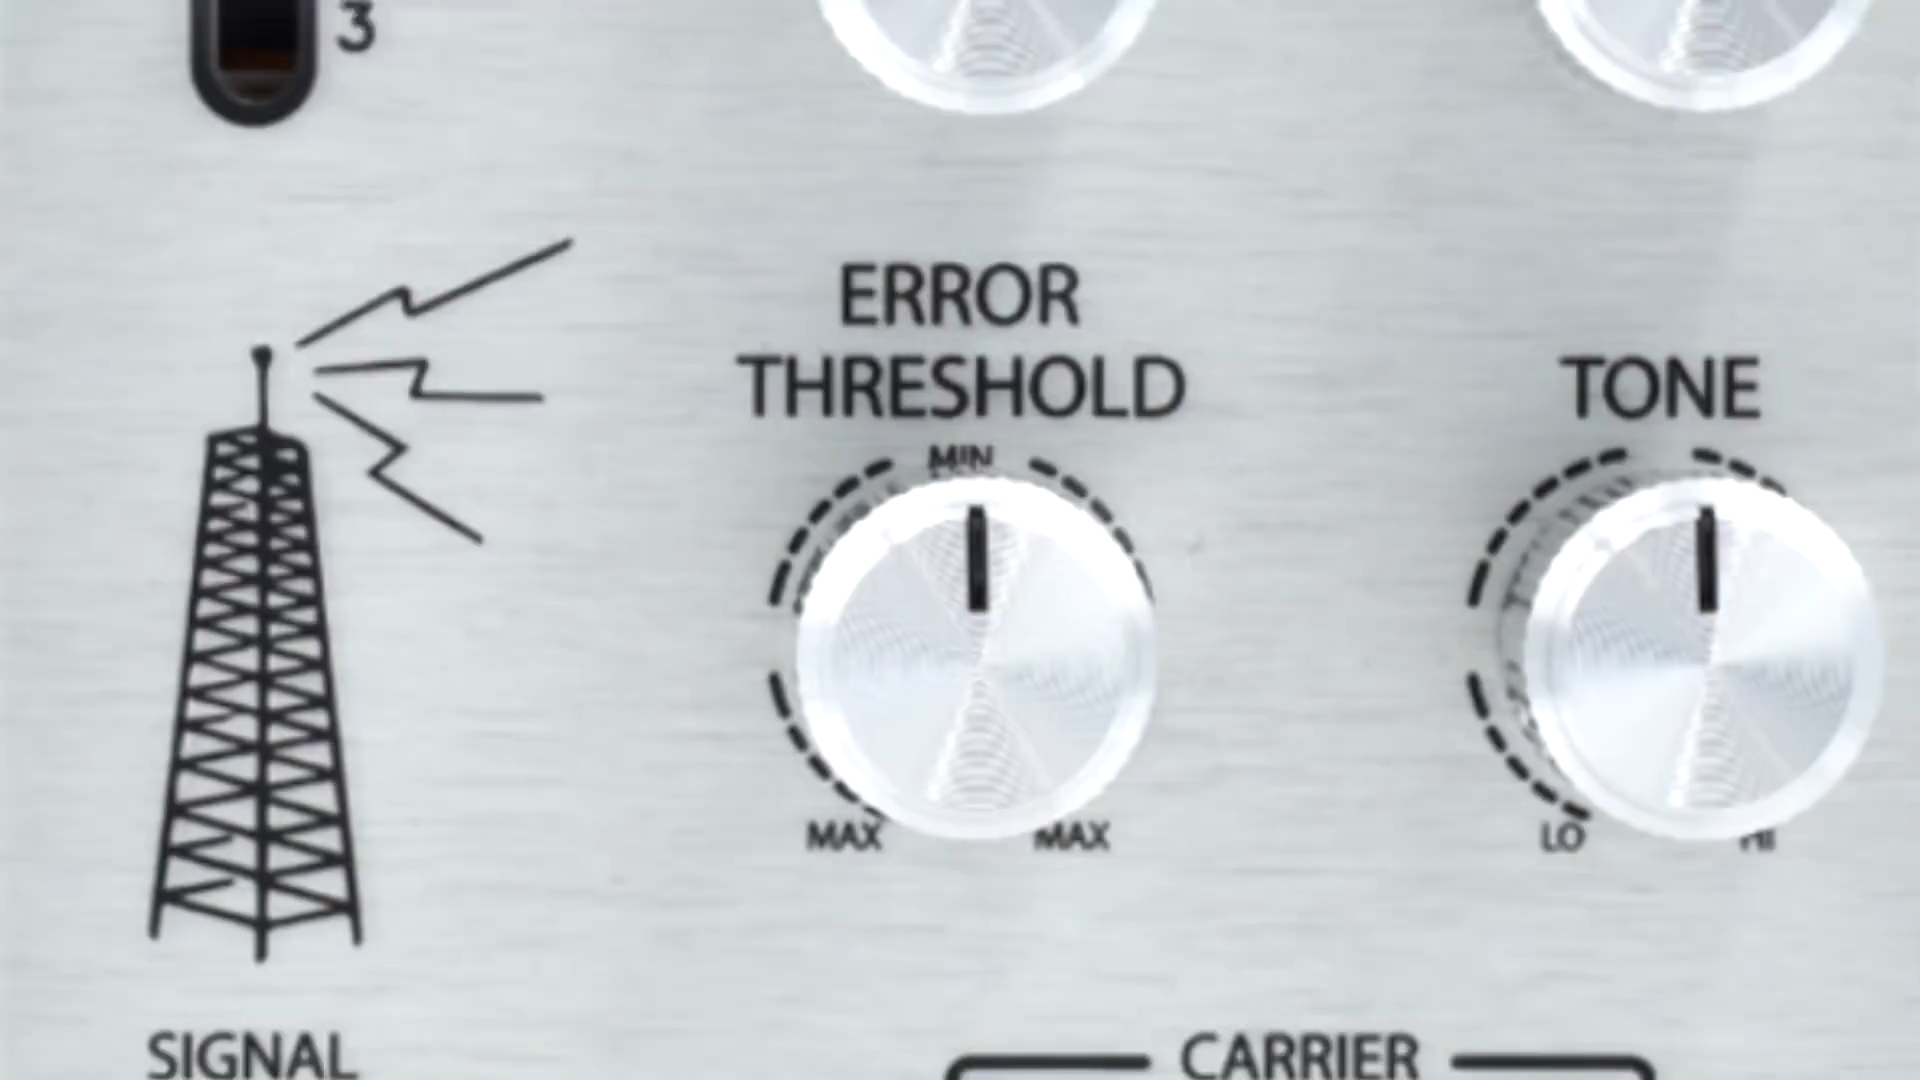 3
ERROR
THRESHOLD
MIN
MAX
MAX
TONE
LO
HI
SIGNAL
CARRIER